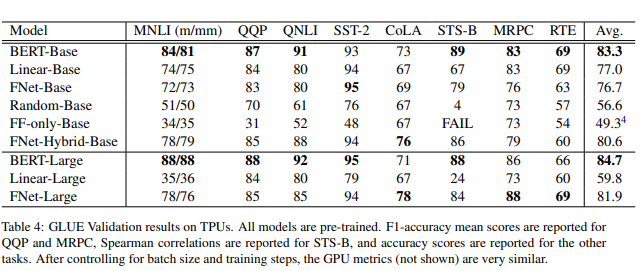 Model MNLI (m/mm) QQP QNLI SST-2 CoLA STS-B MRPC RTE Avg.
BERT-Base 84/81 87 91 93 73 89 83 69 83.3
Linear-Base 74/75 84 80 94 67 67 83 69 77.0
FNet-Base 72/73 83 80 95 69 79 76 63 76.7
Random-Base 51/50 70 61 76 67 4 73 57 56.6
FF-only-Base 34/35 31 52 48 67 FAIL 73 54 49.3⁴
FNet-Hybrid-Base 78/79 85 88 94 76 86 79 60 80.6
BERT-Large 88/88 88 92 95 71 88 86 66 84.7
Linear-Large 35/36 84 80 79 67 24 73 60 59.8
FNet-Large 78/76 85 85 94 78 84 88 69 81.9
Table 4: GLUE Validation results on TPUs. All models are pre-trained. F1-accuracy mean scores are reported for
QQP and MRPC, Spearman correlations are reported for STS-B, and accuracy scores are reported for the other
tasks. After controlling for batch size and training steps, the GPU metrics (not shown) are very similar.